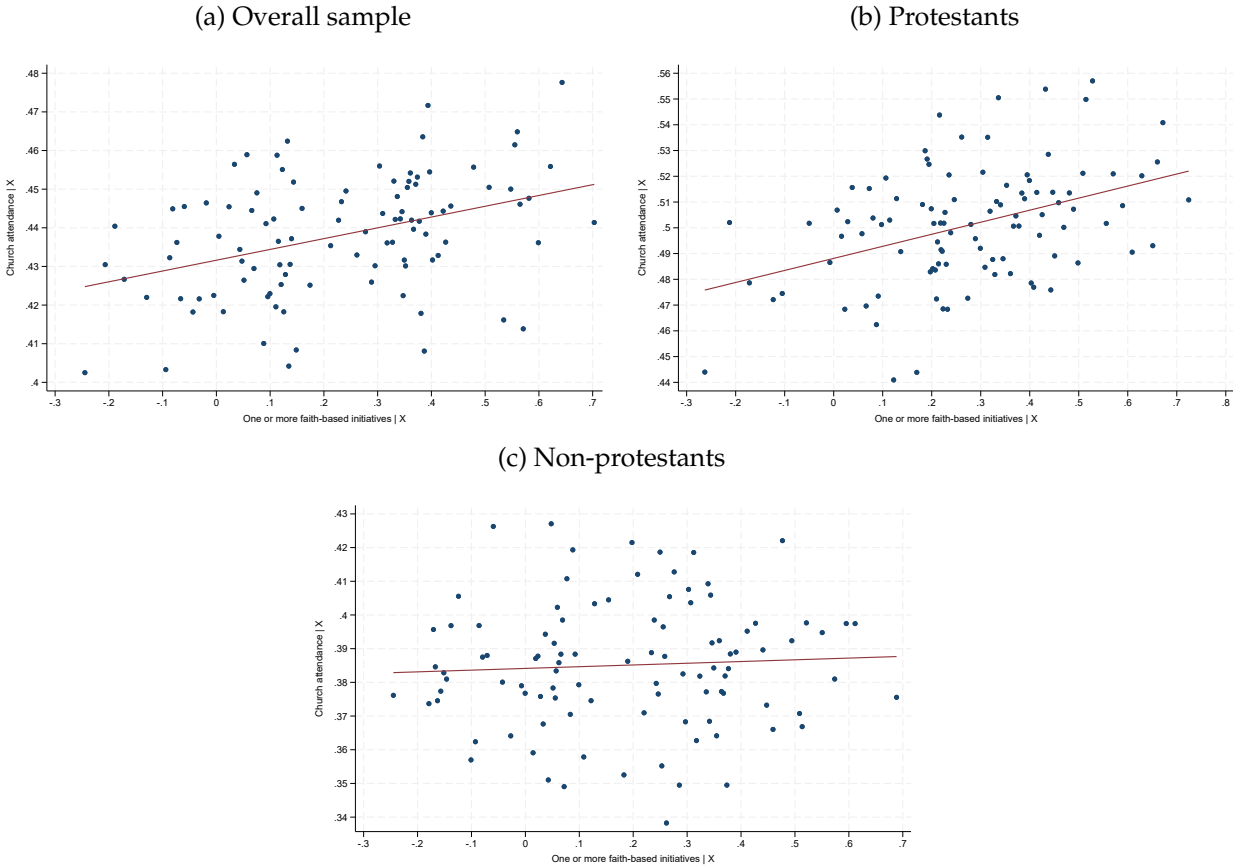 (a) Overall sample
(b) Protestants
.48
.47
.46
.45
.44
.43
.42
.41
.4
Church attendance | X
-.3 -.2 -.1 0 .1 .2 .3 .4 .5 .6 .7
One or more faith-based initiatives | X
.56
.55
.54
.53
.52
.51
.5
.49
.48
.47
.46
.45
.44
Church attendance | X
-.3 -.2 -.1 0 .1 .2 .3 .4 .5 .6 .7 .8
One or more faith-based initiatives | X
(c) Non-protestants
.43
.42
.41
.4
.39
.38
.37
.36
.35
.34
Church attendance | X
-.3 -.2 -.1 0 .1 .2 .3 .4 .5 .6 .7
One or more faith-based initiatives | X